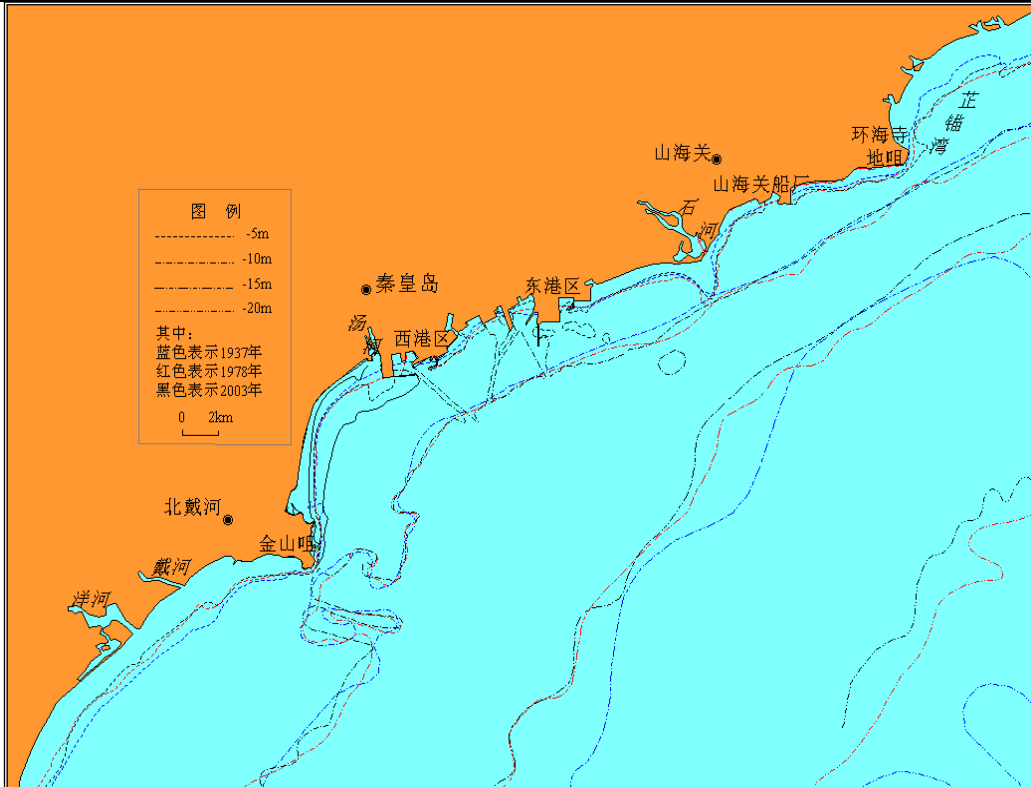 芷
锚
湾
环海寺
地咀
山海关
山海关船厂
石
河
图 例
-5m
-10m
-15m
-20m
其中:
蓝色表示1937年
红色表示1978年
黑色表示2003年
0 2km
秦皇岛
东港区
汤
河
西港区
北戴河
金山咀
戴河
洋河